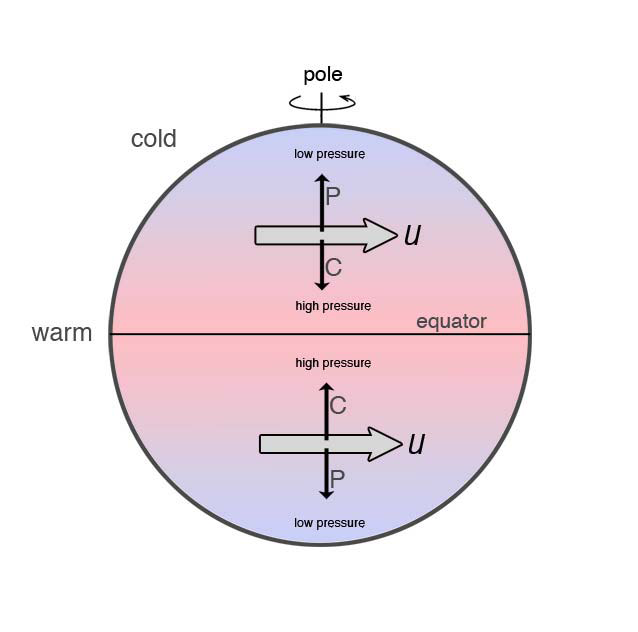 pole
cold
low pressure
P
u
C
high pressure
equator
warm
high pressure
C
u
P
low pressure